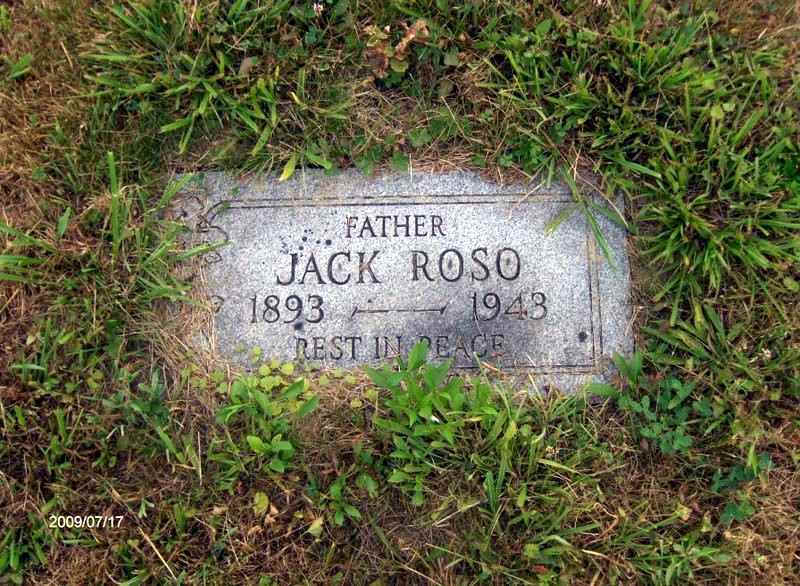 FATHER
JACK ROSO
1893 — 1943
REST IN PEACE
2009/07/17